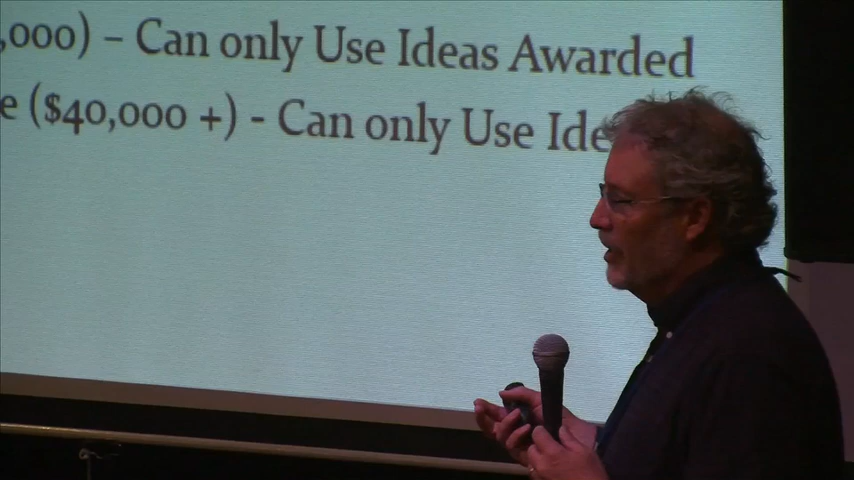 ,000) – Can only Use Ideas Awarded
e ($40,000 +) - Can only Use Ide